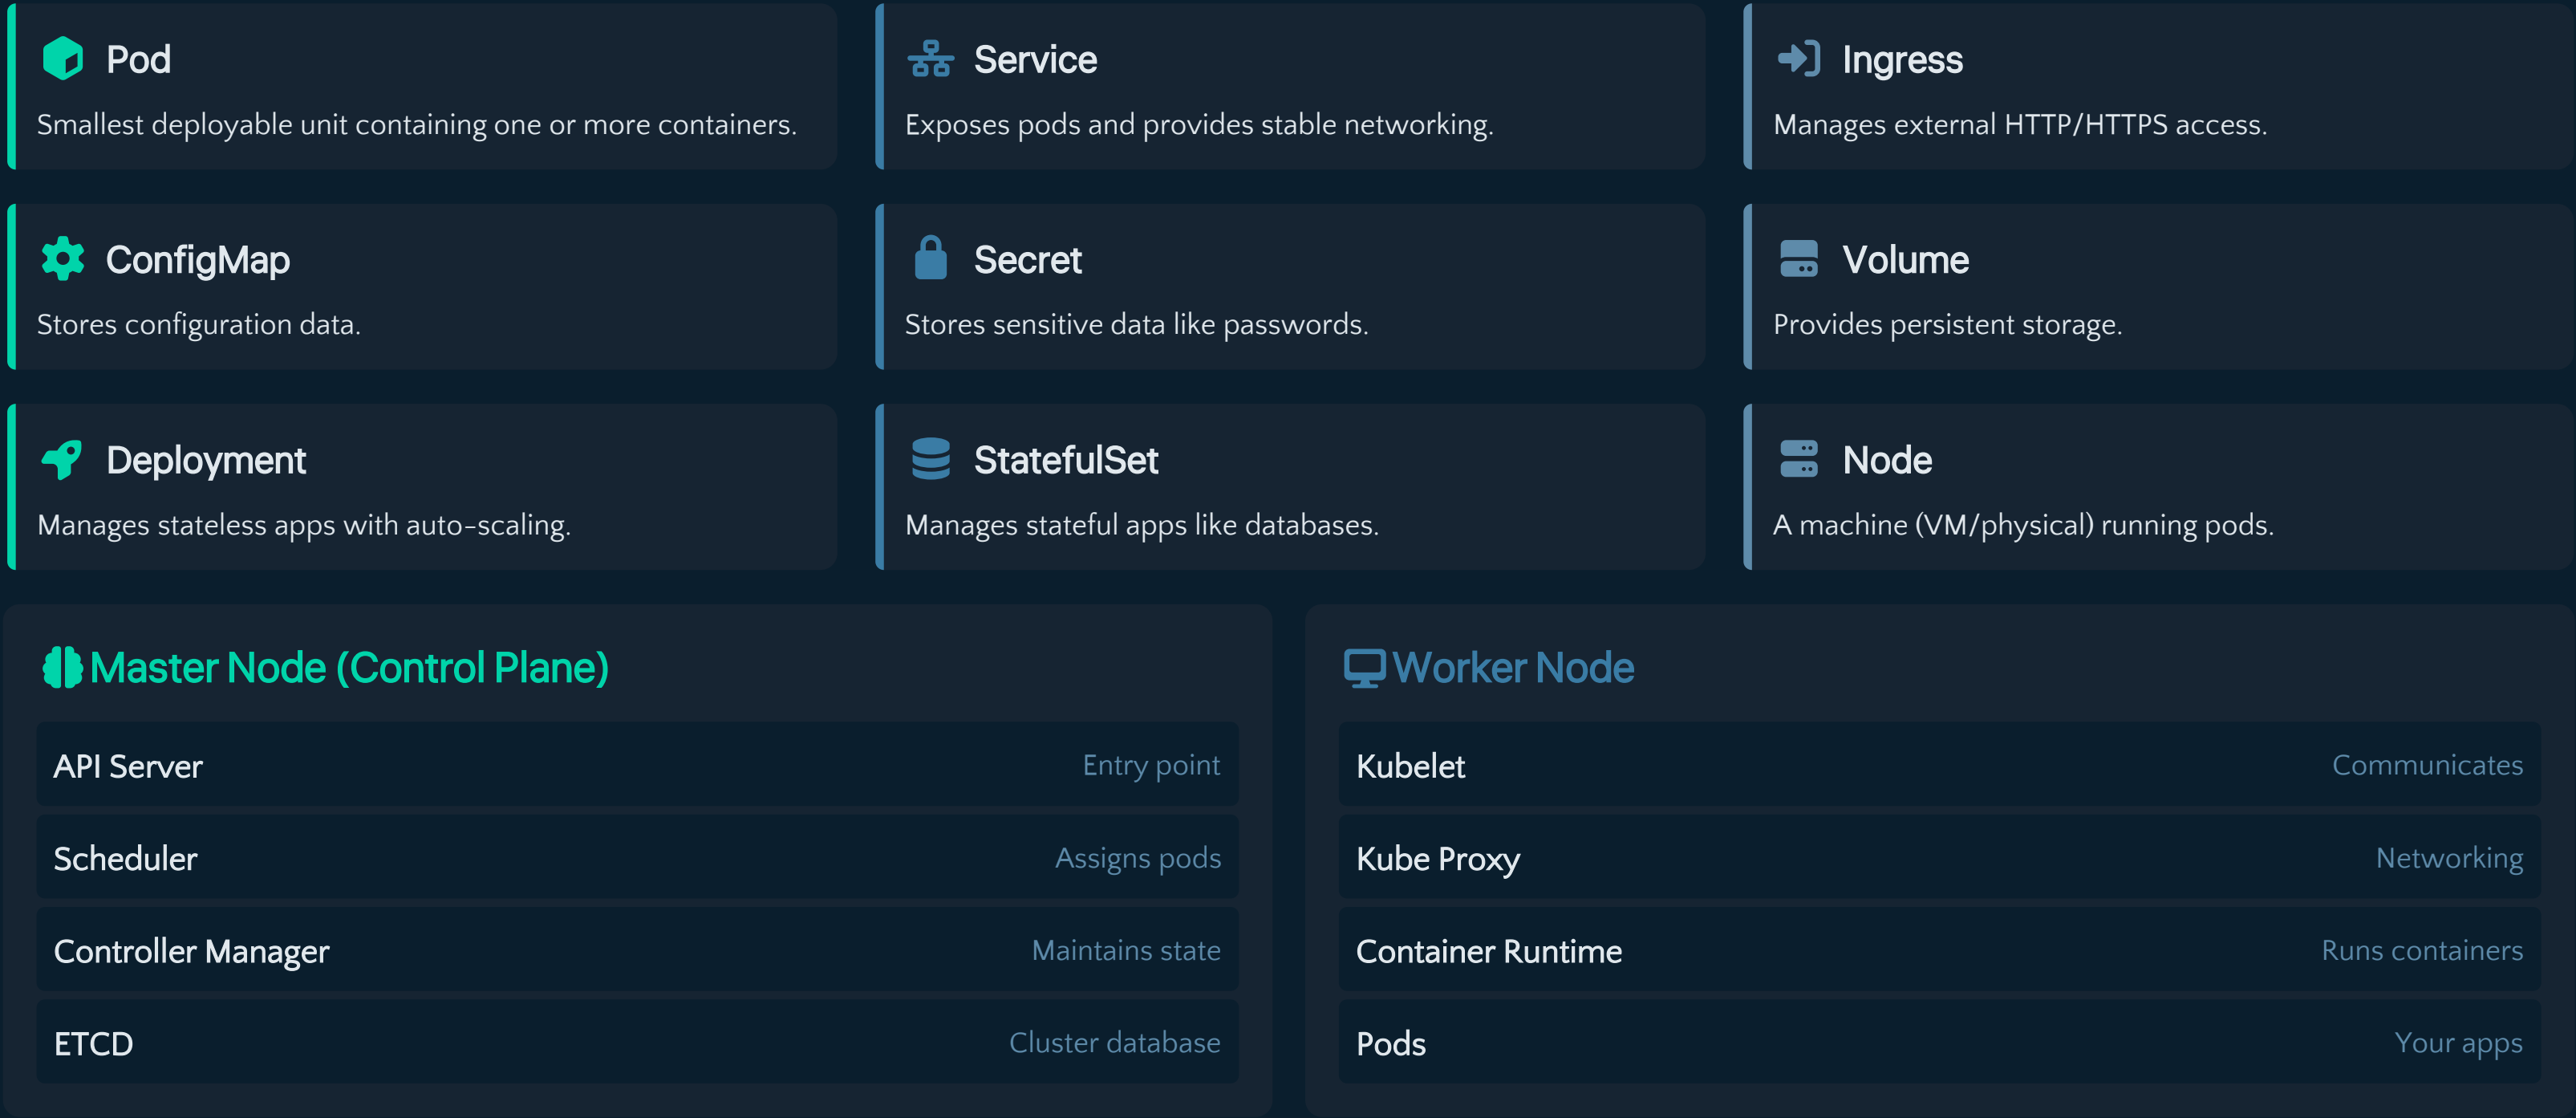 Pod
Smallest deployable unit containing one or more containers.
Service
Exposes pods and provides stable networking.
Ingress
Manages external HTTP/HTTPS access.
ConfigMap
Stores configuration data.
Secret
Stores sensitive data like passwords.
Volume
Provides persistent storage.
Deployment
Manages stateless apps with auto-scaling.
StatefulSet
Manages stateful apps like databases.
Node
A machine (VM/physical) running pods.
Master Node (Control Plane)
API Server Entry point
Scheduler Assigns pods
Controller Manager Maintains state
ETCD Cluster database
Worker Node
Kubelet Communicates
Kube Proxy Networking
Container Runtime Runs containers
Pods Your apps